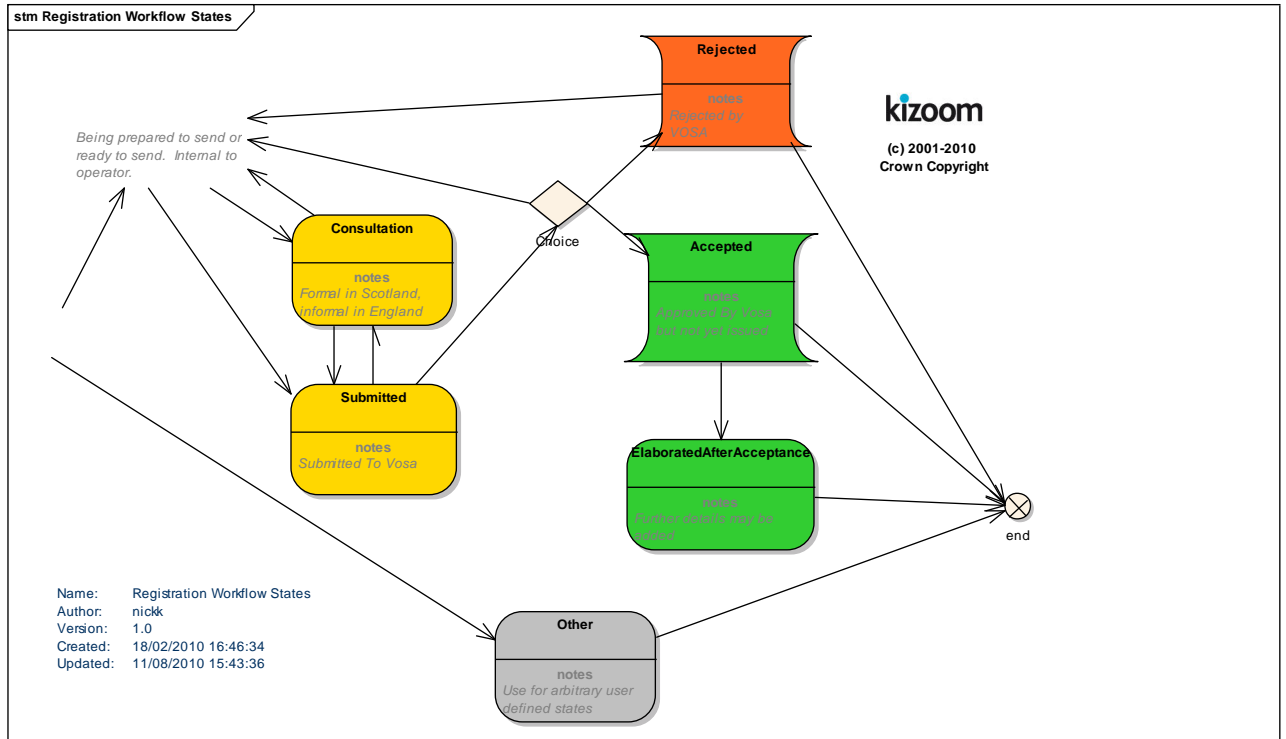 stm Registration Workflow States
Rejected
notes
Rejected by
VOSA
kizoom
(c) 2001-2010
Crown Copyright
Being prepared to send or
ready to send. Internal to
operator.
Choice
Consultation
notes
Formal in Scotland,
informal in England
Accepted
notes
Approved By Vosa
but not yet issued
Submitted
notes
Submitted To Vosa
ElaboratedAfterAcceptance
notes
Further details may be
added
end
Name: Registration Workflow States
Author: nickk
Version: 1.0
Created: 18/02/2010 16:46:34
Updated: 11/08/2010 15:43:36
Other
notes
Use for arbitrary user
defined states